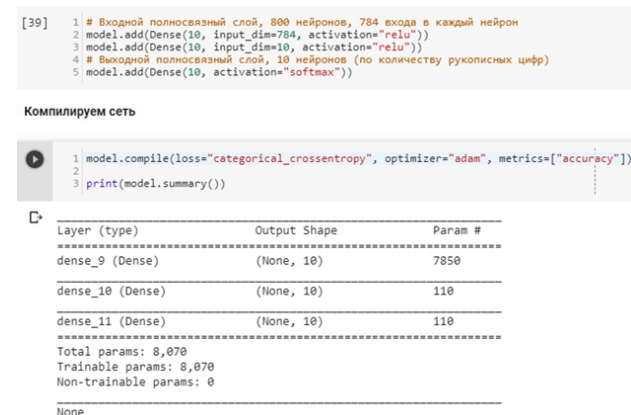 [39]
1 # Входной полносвязный слой, 800 нейронов, 784 входа в каждый нейрон
2 model.add(Dense(10, input_dim=784, activation="relu"))
3 model.add(Dense(10, input_dim=10, activation="relu"))
4 # Выходной полносвязный слой, 10 нейронов (по количеству рукописных цифр)
5 model.add(Dense(10, activation="softmax"))
Компилируем сеть
1 model.compile(loss="categorical_crossentropy", optimizer="adam", metrics=["accuracy"])
2
3 print(model.summary())
_________________________________________________________________
Layer (type) Output Shape Param #
=================================================================
dense_9 (Dense) (None, 10) 7850
_________________________________________________________________
dense_10 (Dense) (None, 10) 110
_________________________________________________________________
dense_11 (Dense) (None, 10) 110
=================================================================
Total params: 8,070
Trainable params: 8,070
Non-trainable params: 0
_________________________________________________________________
None